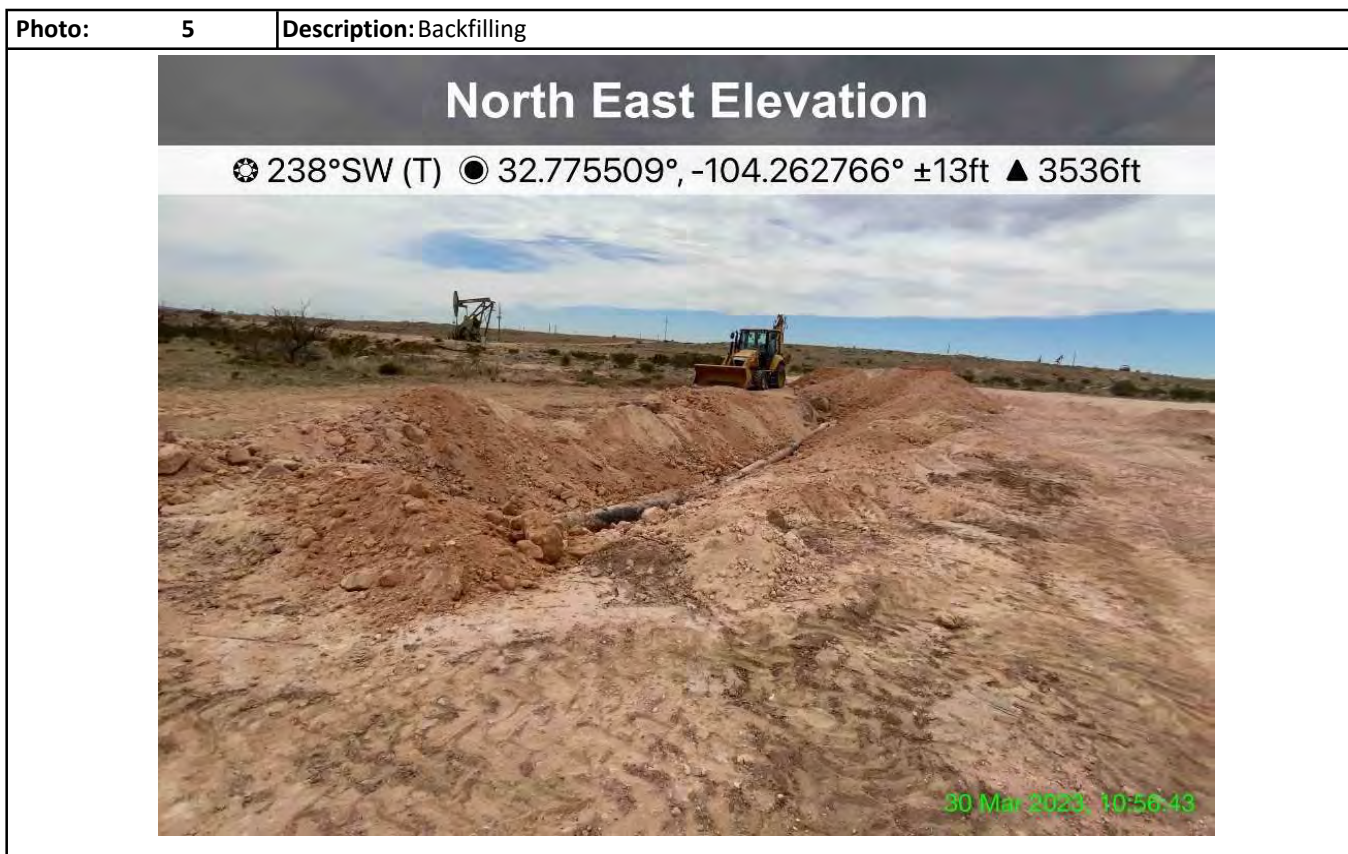 Photo: 5 Description: Backfilling
North East Elevation
238°SW (T) 32.775509°, -104.262766° ±13ft ▲ 3536ft
30 Mar 2023, 10:56:43